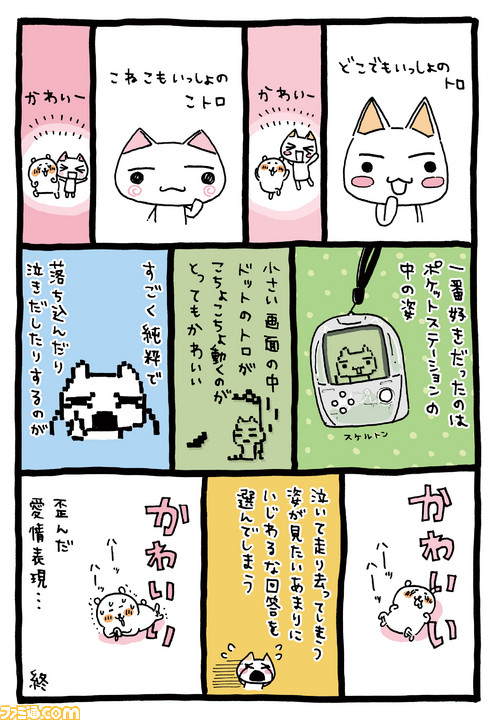 どこでもいっしょの
トロ
かわいー
こねこもいっしょの
こトロ
かわいー
一番好きだったのは
ポケットステーションの
中の姿
スケルトン
小さい画面の中
ドットのトロが
こちょこちょ動くのが
とってもかわいい
すごく純粋で
落ち込んだり
泣きだしたりするのが
かわいい
ハーッ
ハーッ
泣いて走り去ってしまう
姿が見たいあまりに
いじわるな回答を
選んでしまう
かわいい
ハーッ
ハーッ
歪んだ
愛情表現…
終
ファミ通.com